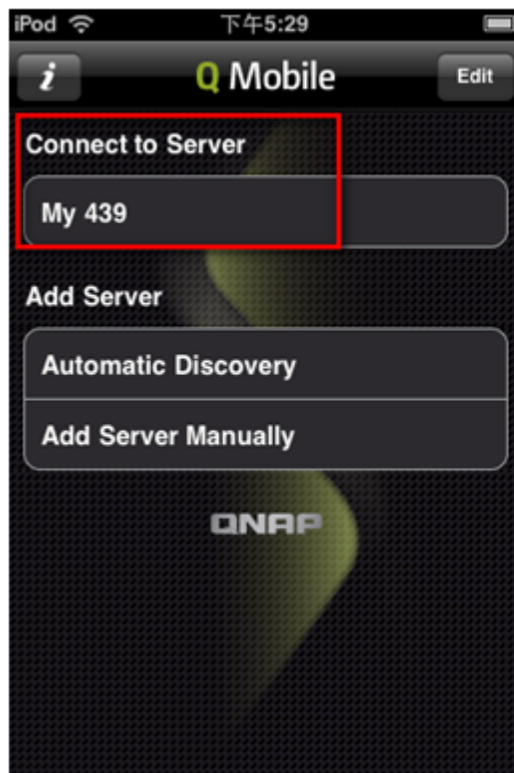 iPod 下午5:29
i Q Mobile Edit
Connect to Server
My 439
Add Server
Automatic Discovery
Add Server Manually
QNAP